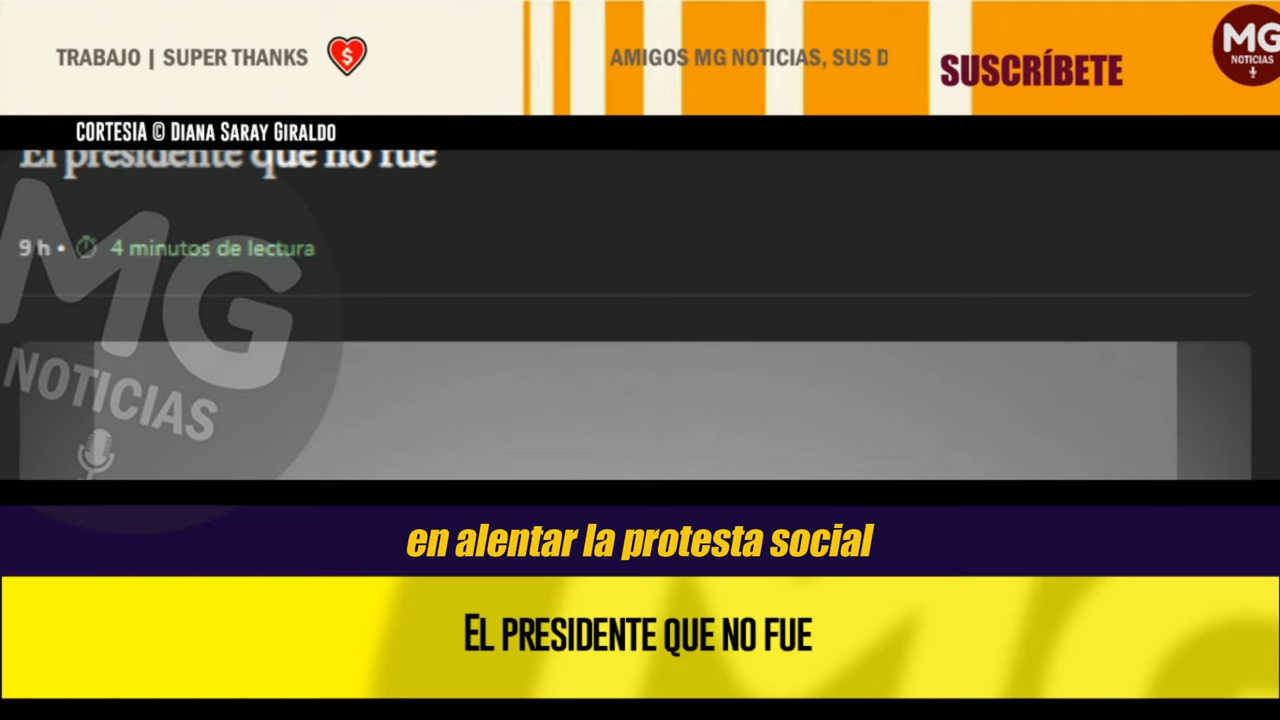 TRABAJO | SUPER THANKS
$
AMIGOS MG NOTICIAS, SUS D
SUSCRÍBETE
MG
NOTICIAS
CORTESIA © DIANA SARAY GIRALDO
El presidente que no fue
9 h • 4 minutos de lectura
MG
NOTICIAS
en alentar la protesta social
EL PRESIDENTE QUE NO FUE